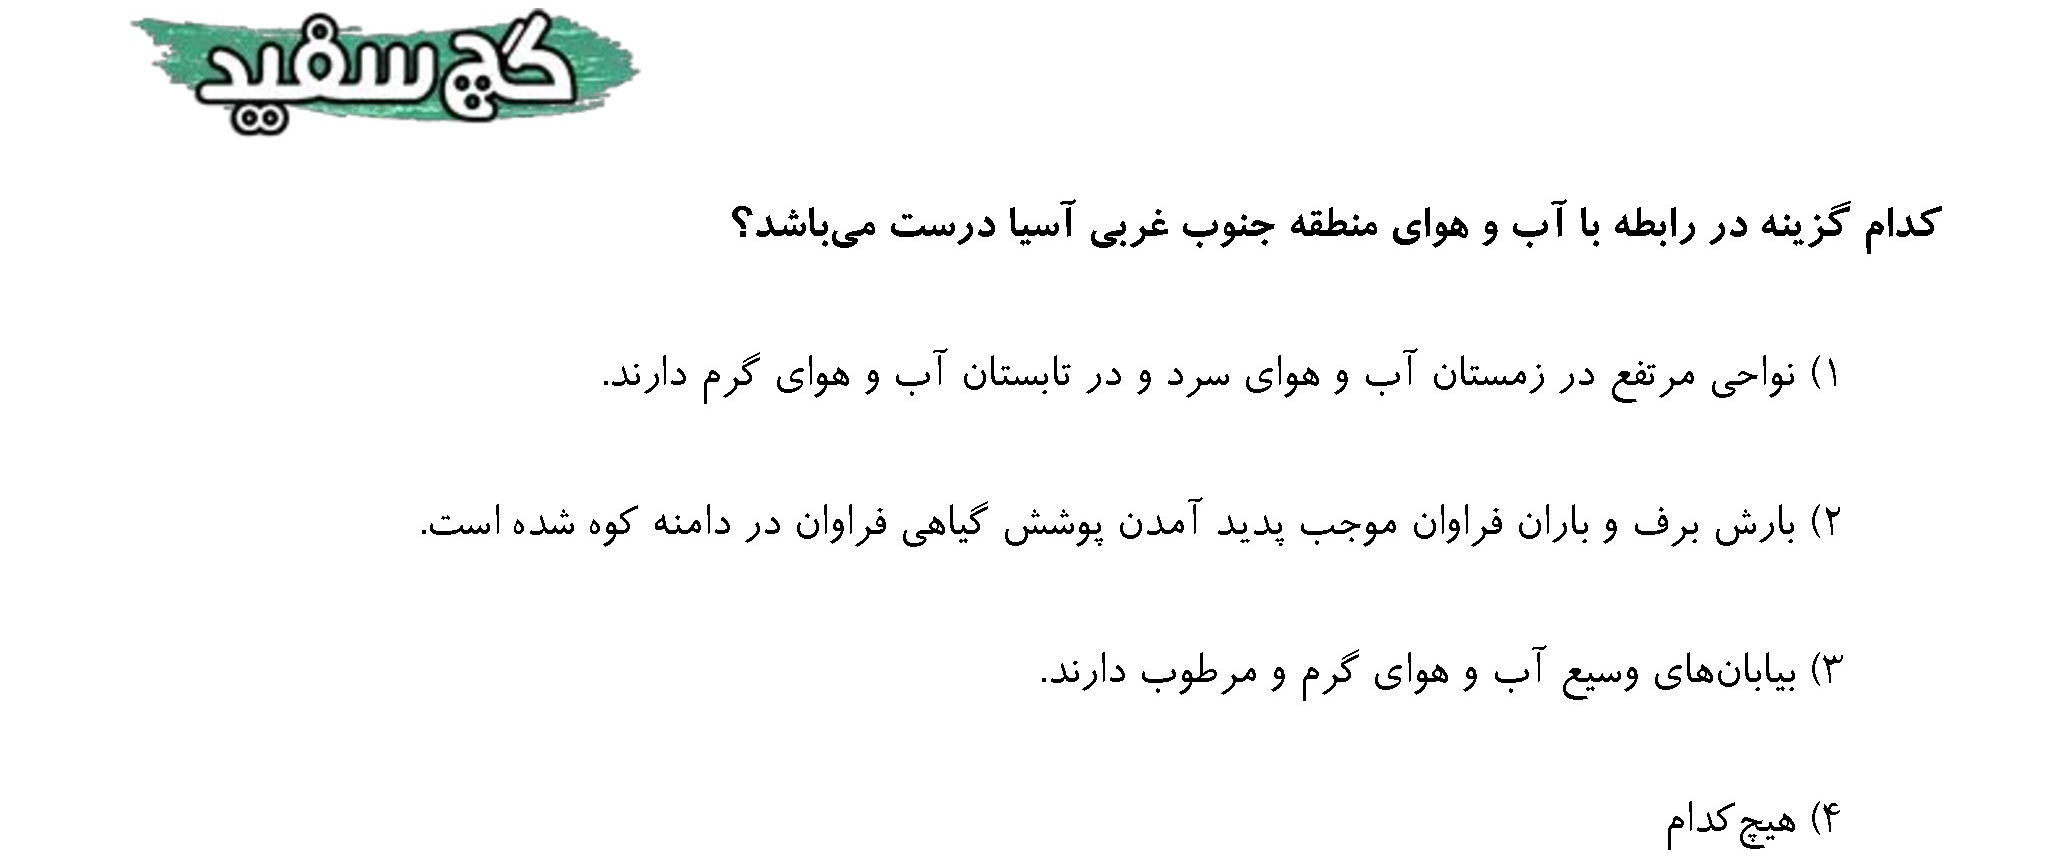 گچ سفید
کدام گزینه در رابطه با آب و هوای منطقه جنوب غربی آسیا درست می‌باشد؟
۱) نواحی مرتفع در زمستان آب و هوای سرد و در تابستان آب و هوای گرم دارند.
۲) بارش برف و باران فراوان موجب پدید آمدن پوشش گیاهی فراوان در دامنه کوه شده است.
۳) بیابان‌های وسیع آب و هوای گرم و مرطوب دارند.
۴) هیچ کدام